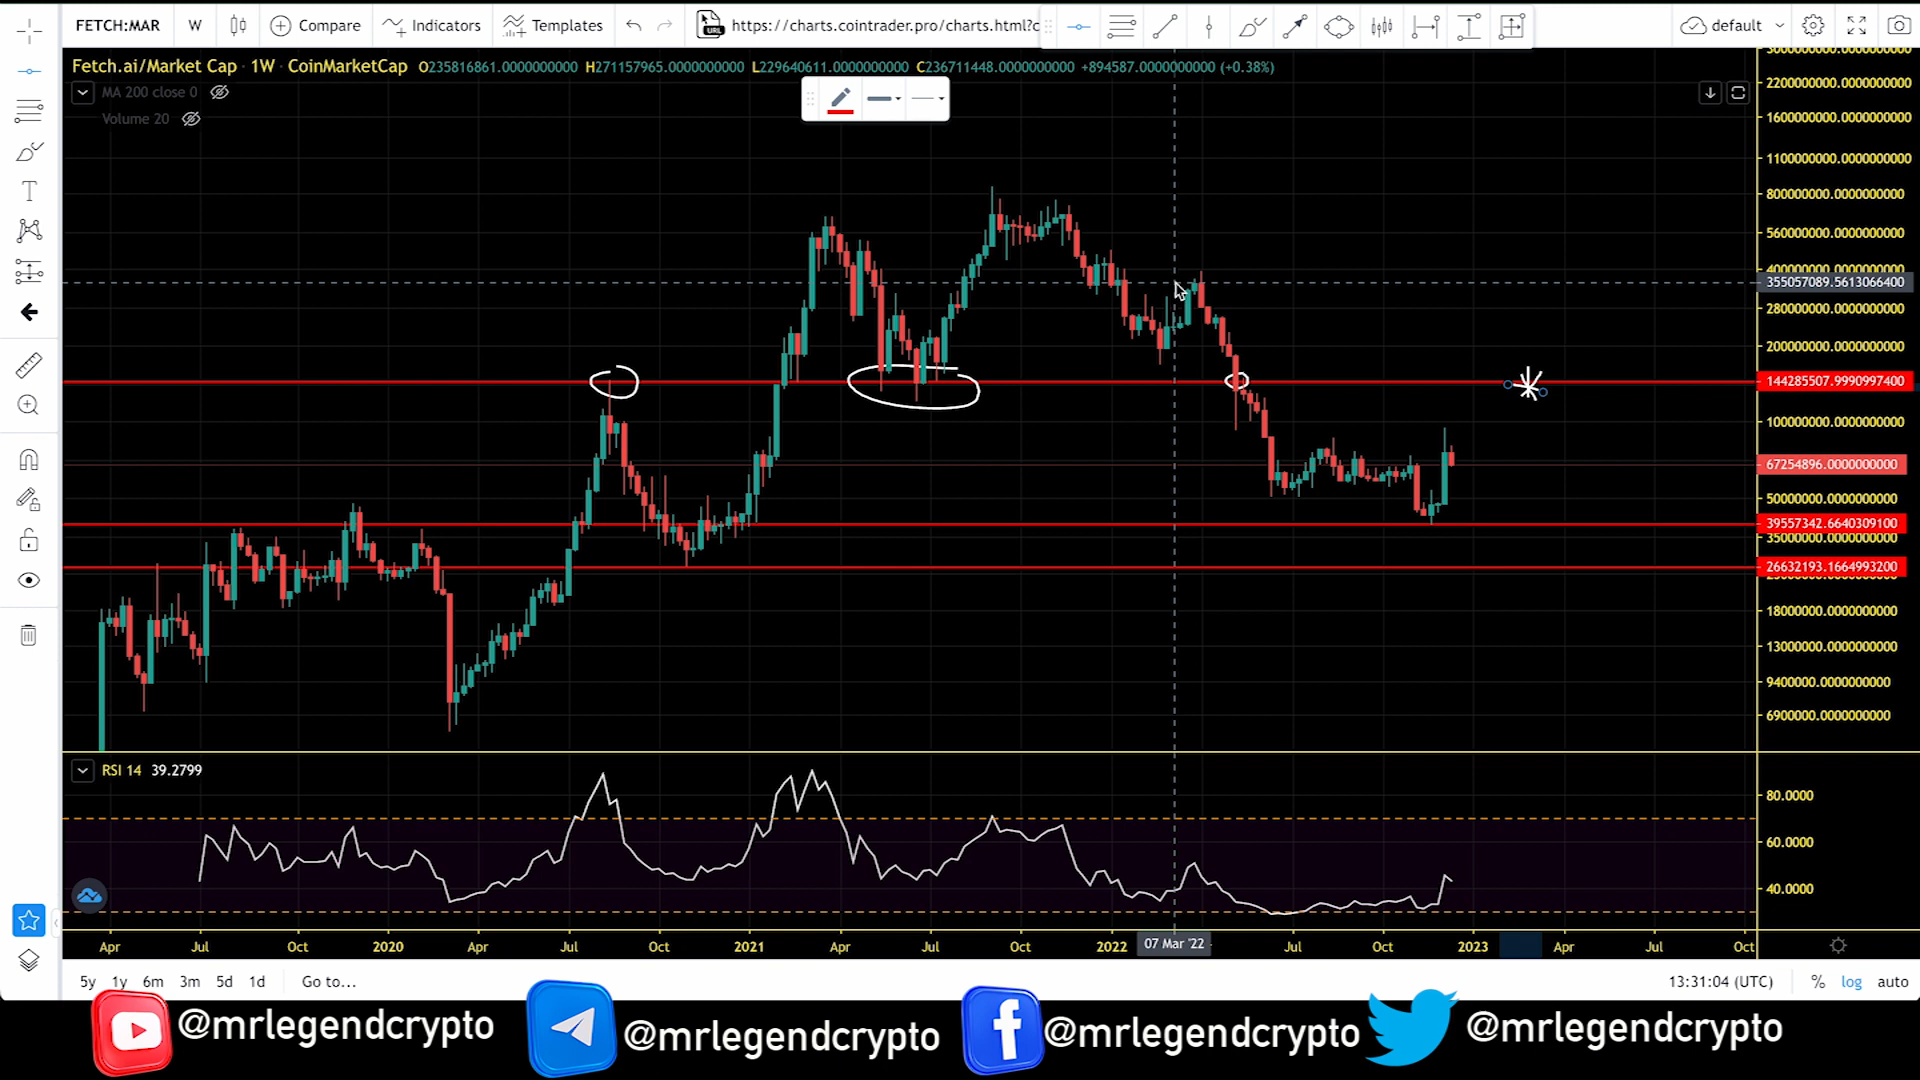 FETCH:MAR W Compare Indicators Templates URL https://charts.cointrader.pro/charts.html?c default
Fetch.ai/Market Cap · 1W · CoinMarketCap O235816861.0000000000 H271157965.0000000000 L229640611.0000000000 C236711448.0000000000 +894587.0000000000 (+0.38%)
MA 200 close 0
Volume 20
2200000000.0000000000
1600000000.0000000000
1100000000.0000000000
800000000.0000000000
560000000.0000000000
355057089.5613066400
280000000.0000000000
200000000.0000000000
144285507.9990997400
100000000.0000000000
67254896.0000000000
50000000.0000000000
39557342.6640309100
35000000.0000000000
26632193.1664993200
18000000.0000000000
13000000.0000000000
9400000.0000000000
6900000.0000000000
RSI 14 39.2799
80.0000
60.0000
40.0000
Apr Jul Oct 2020 Apr Jul Oct 2021 Apr Jul Oct 2022 07 Mar '22 Jul Oct 2023 Apr Jul Oct
5y 1y 6m 3m 5d 1d Go to... 13:31:04 (UTC) % log auto
@mrlegendcrypto @mrlegendcrypto @mrlegendcrypto @mrlegendcrypto